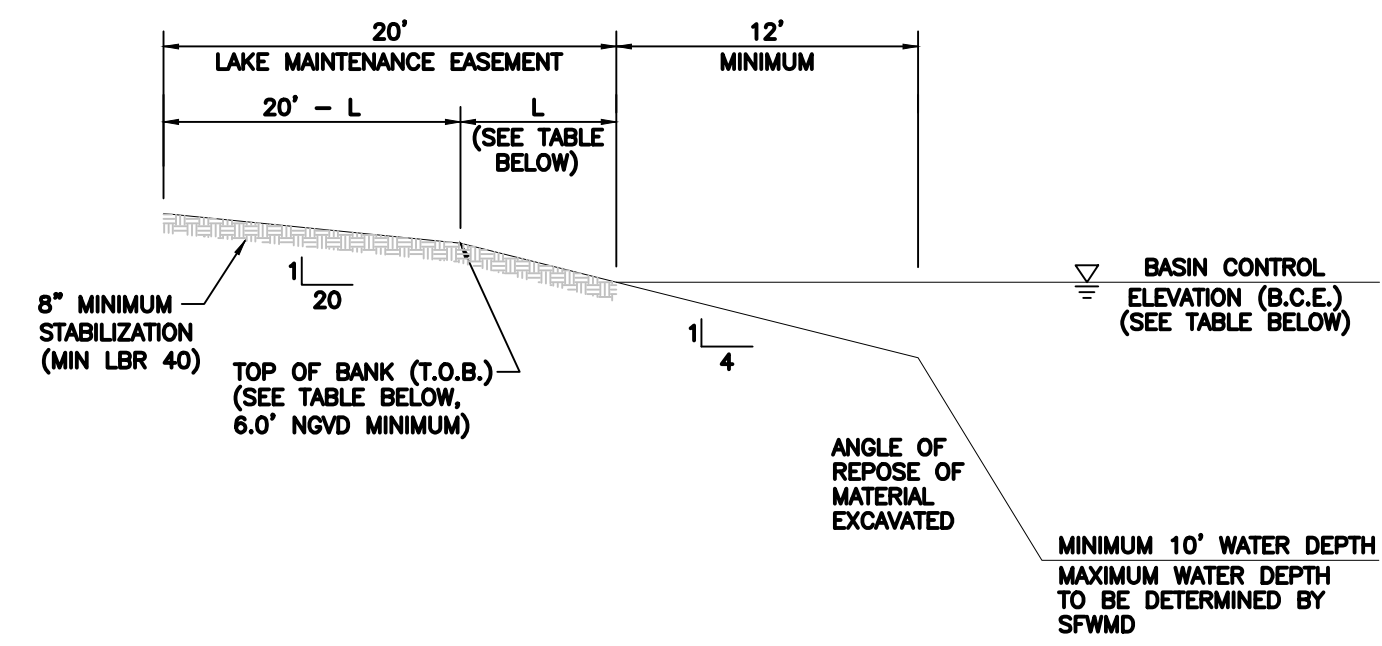 20'
LAKE MAINTENANCE EASEMENT
12'
MINIMUM
20' - L
L
(SEE TABLE
BELOW)
8" MINIMUM
STABILIZATION
(MIN LBR 40)
1
20
TOP OF BANK (T.O.B.)
(SEE TABLE BELOW,
6.0' NGVD MINIMUM)
1
4
BASIN CONTROL
ELEVATION (B.C.E.)
(SEE TABLE BELOW)
ANGLE OF
REPOSE OF
MATERIAL
EXCAVATED
MINIMUM 10' WATER DEPTH
MAXIMUM WATER DEPTH
TO BE DETERMINED BY
SFWMD